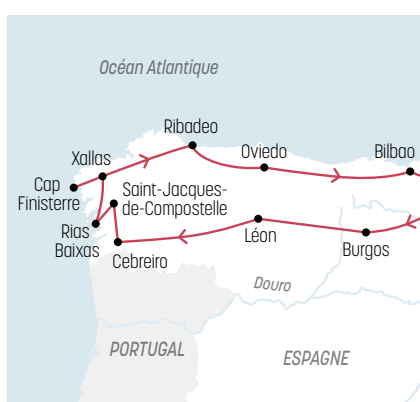 Océan Atlantique
Ribadeo
Xallas
Oviedo
Bilbao
Cap
Finisterre
Saint-Jacques-
de-Compostelle
Rias
Baixas
Cebreiro
Léon
Burgos
Douro
PORTUGAL
ESPAGNE